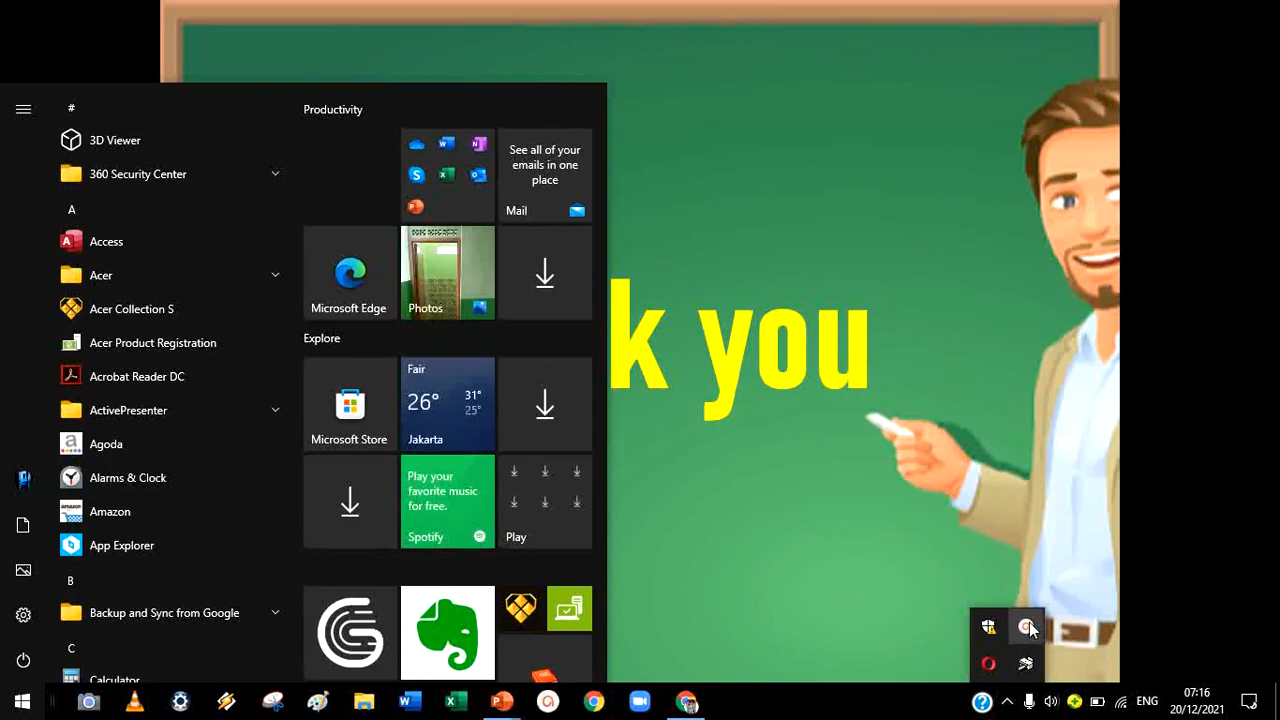 #
3D Viewer
360 Security Center
A
Access
Acer
Acer Collection S
Acer Product Registration
Acrobat Reader DC
ActivePresenter
Agoda
Alarms & Clock
Amazon
App Explorer
B
Backup and Sync from Google
C
Calculator
Productivity
See all of your
emails in one
place
Mail
Microsoft Edge
Photos
Explore
Microsoft Store
Fair
26° 31°
25°
Jakarta
Play your
favorite music
for free.
Spotify
Play
k you
ENG
07:16
20/12/2021